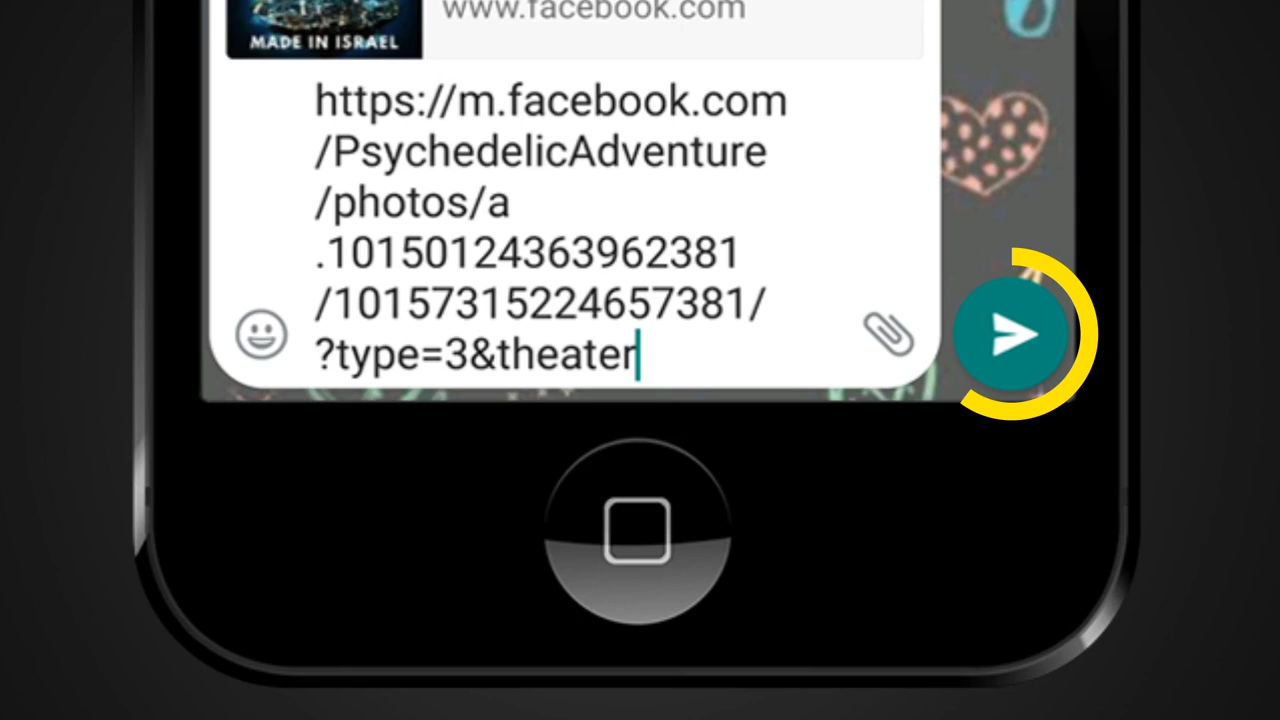 www.facebook.com
MADE IN ISRAEL
https://m.facebook.com
/PsychedelicAdventure
/photos/a
.10150124363962381
/10157315224657381/
?type=3&theater